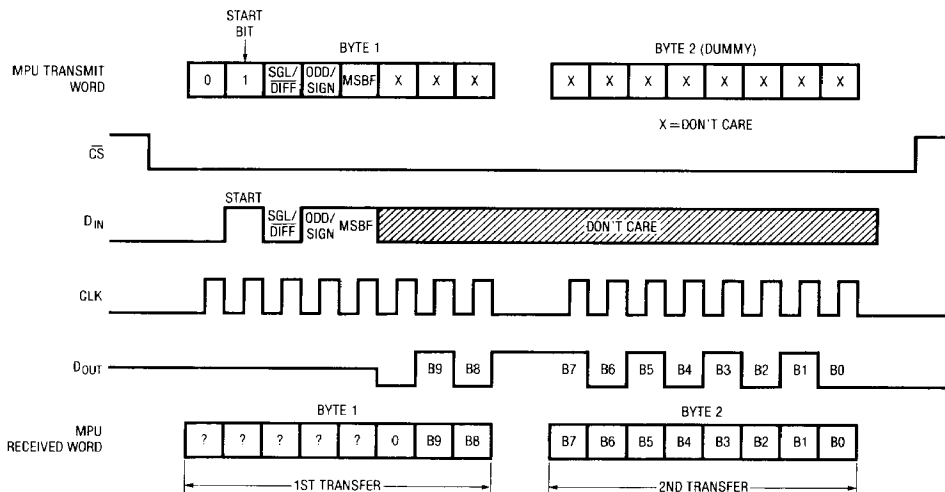 START
BIT
BYTE 1
BYTE 2 (DUMMY)
MPU TRANSMIT
WORD
0 1 SGL/DIFF ODD/SIGN MSBF X X X
X X X X X X X X
X = DON'T CARE
CS
START
DIN
SGL/DIFF ODD/SIGN MSBF
DON'T CARE
CLK
DOUT
B9 B8 B7 B6 B5 B4 B3 B2 B1 B0
BYTE 1
BYTE 2
MPU
RECEIVED WORD
? ? ? ? ? 0 B9 B8
B7 B6 B5 B4 B3 B2 B1 B0
1ST TRANSFER
2ND TRANSFER